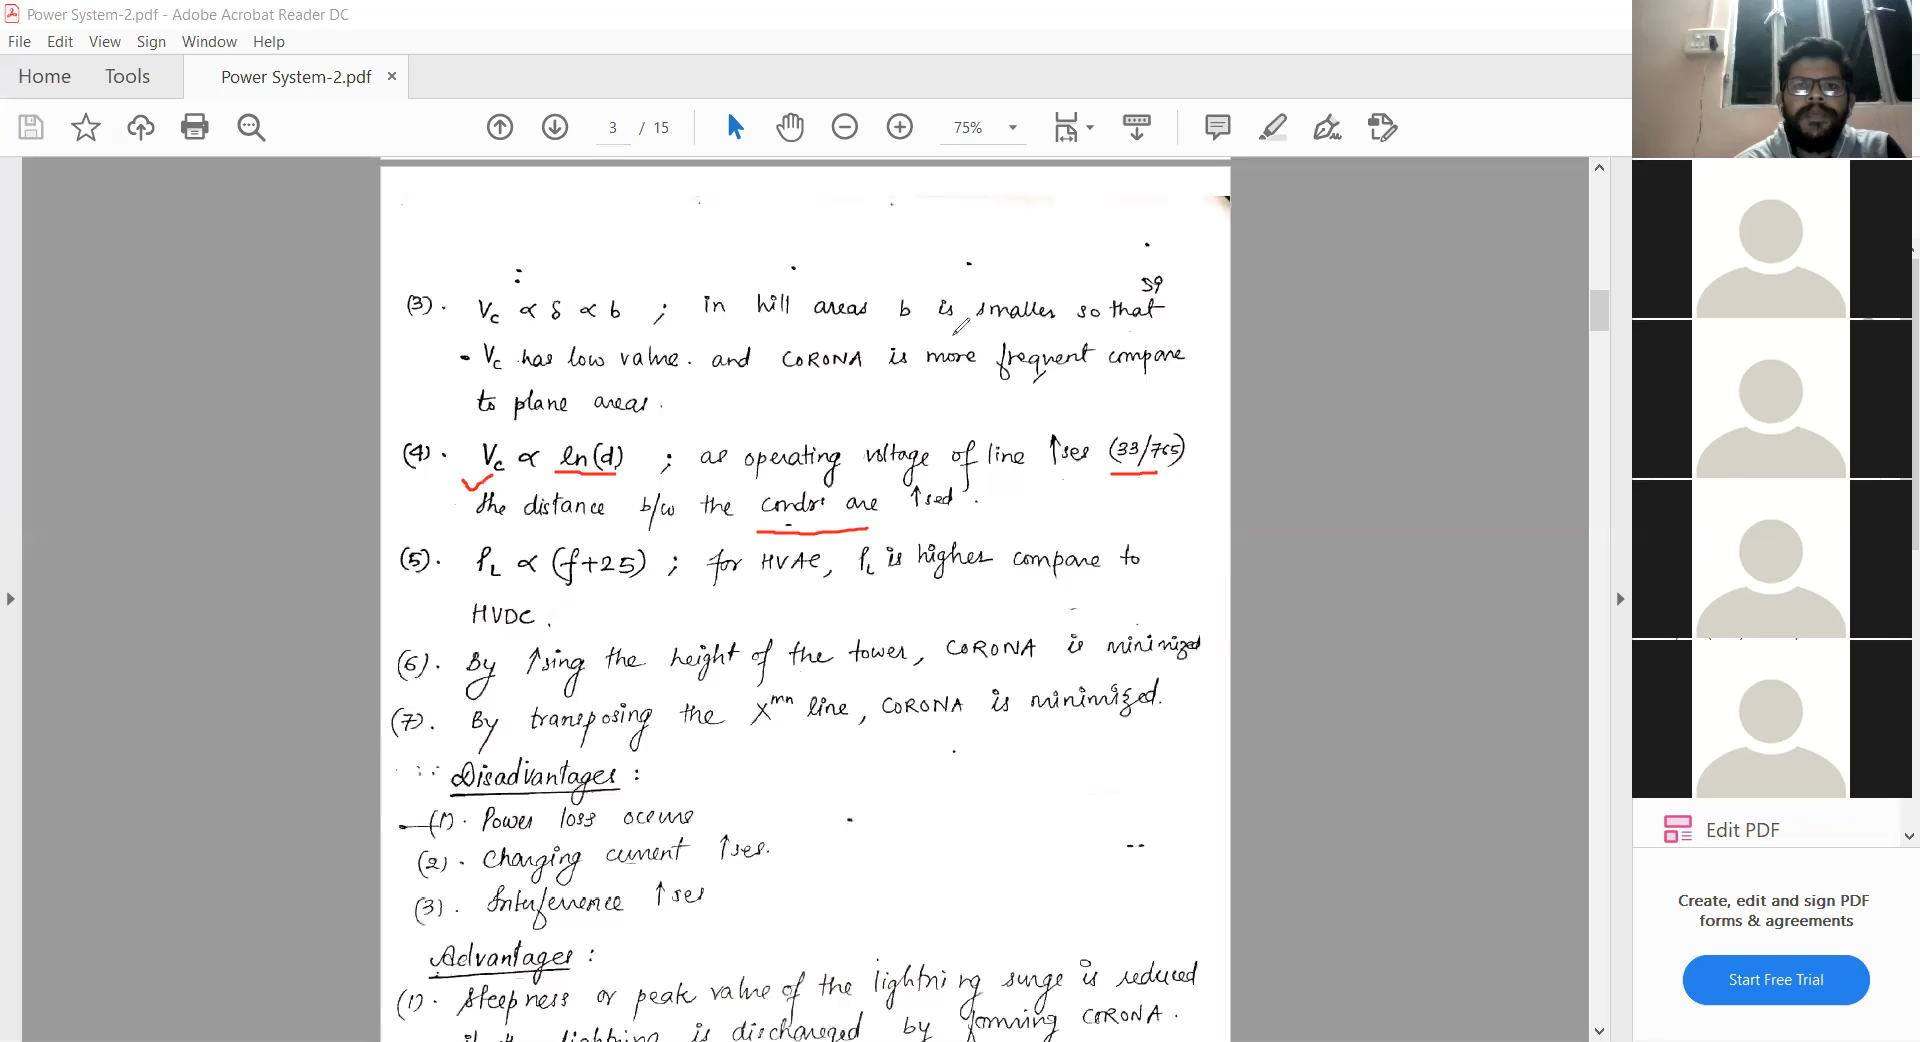 Power System-2.pdf - Adobe Acrobat Reader DC
File Edit View Sign Window Help
Home Tools Power System-2.pdf ×
3 / 15 75%
59
(3). Vc ∝ δ ∝ b ; in hill areas b is smaller so that
Vc has low value. and CORONA is more frequent compare
to plane areas.
(4). Vc ∝ ln(d) ; as operating voltage of line ↑ses (33/765)
the distance b/w the condrs are ↑sed.
(5). PL ∝ (f+25) ; for HVAC, PL is higher compare to
HVDC.
(6). By ↑sing the height of the tower, CORONA is minimized
(7). By transposing the Xmn line, CORONA is minimized.
Disadvantages :
(1). Power loss occurs
(2). Charging current ↑ses.
(3). Interference ↑ses
Advantages :
(1). Steepness or peak value of the lightning surge is reduced
if the lightning is discharged by forming CORONA.
Edit PDF
Create, edit and sign PDF
forms & agreements
Start Free Trial